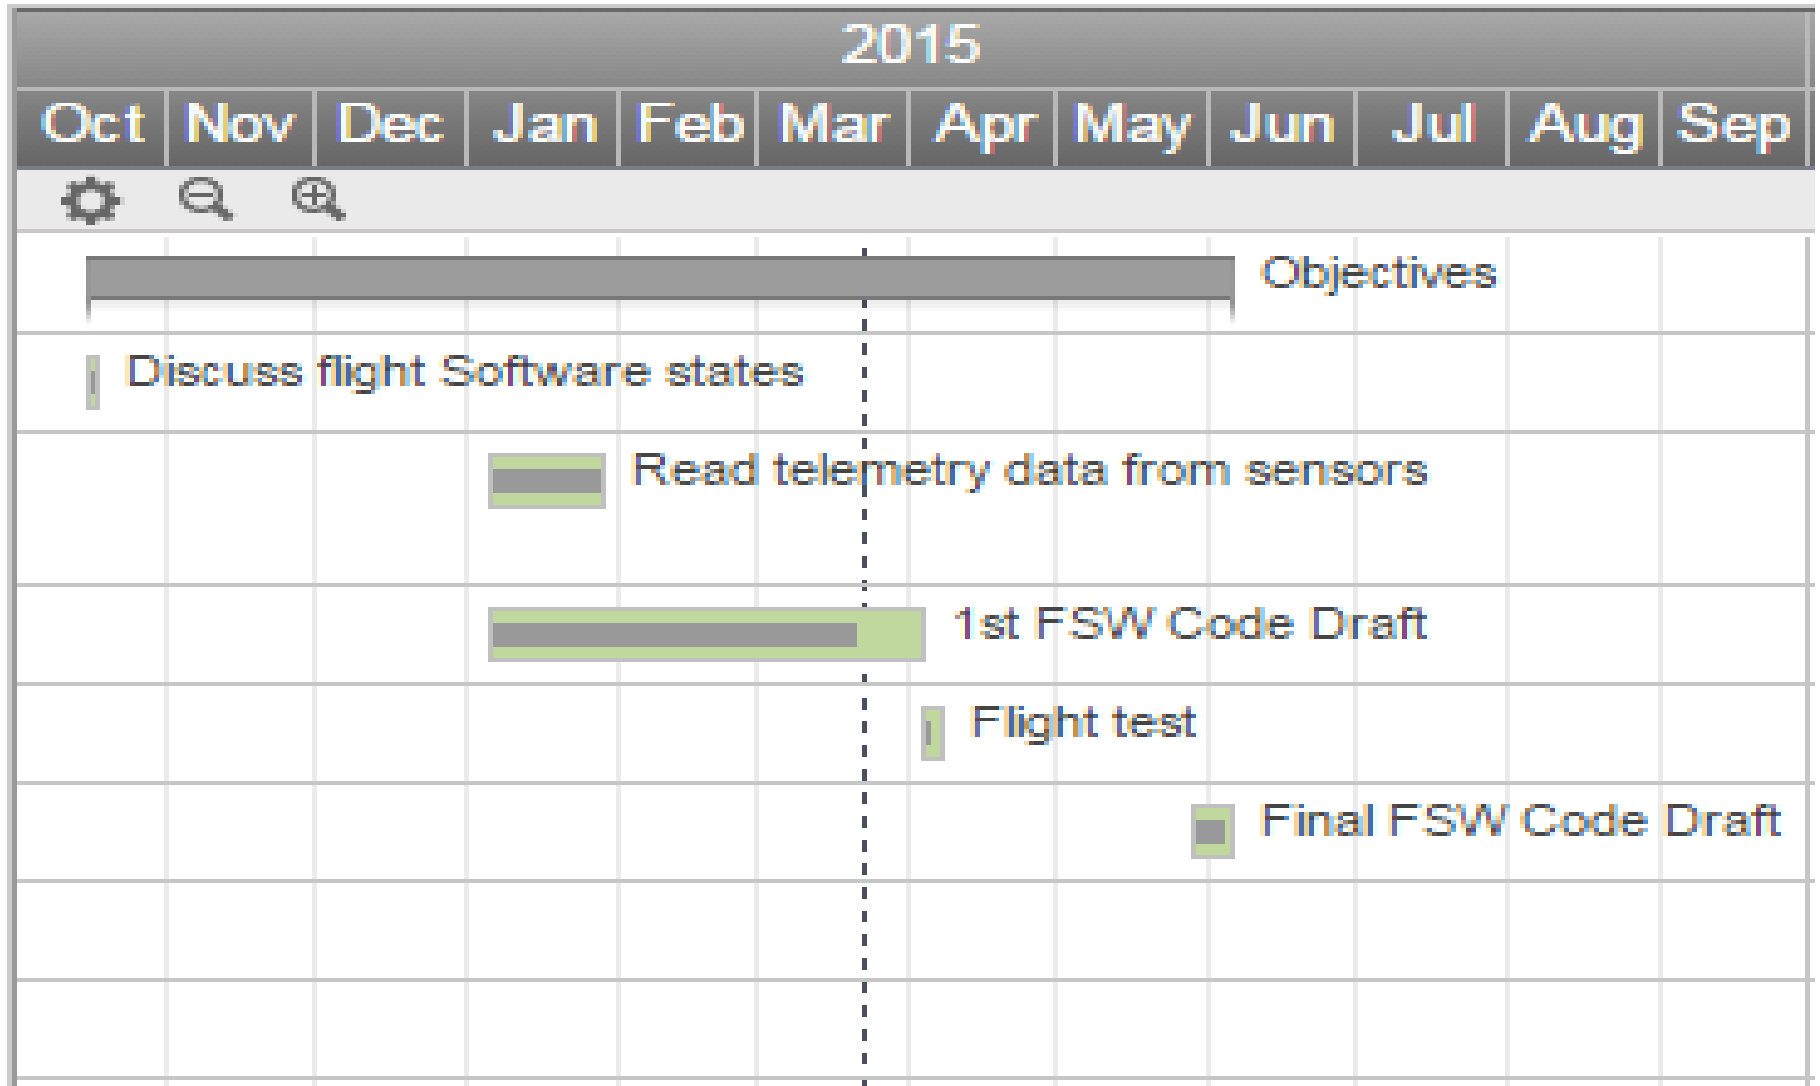 2015
Oct Nov Dec Jan Feb Mar Apr May Jun Jul Aug Sep
Objectives
Discuss flight Software states
Read telemetry data from sensors
1st FSW Code Draft
Flight test
Final FSW Code Draft